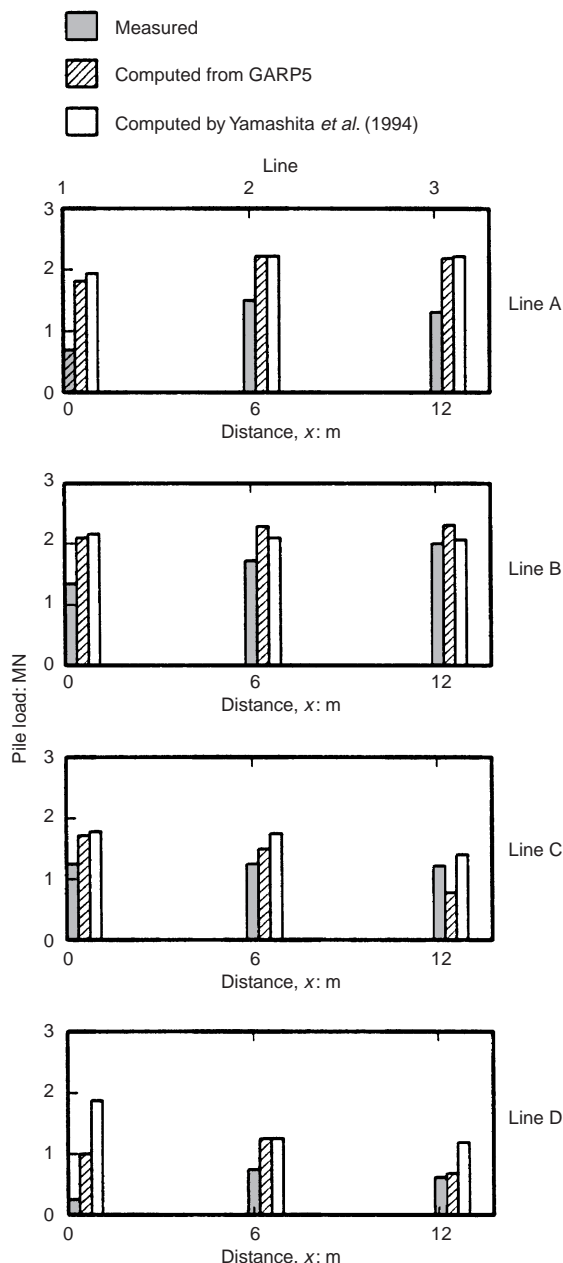 Measured
Computed from GARP5
Computed by Yamashita et al. (1994)
Line
1 2 3
3
2
1
0
Line A
0 6 12
Distance, x: m
3
2
1
0
Line B
0 6 12
Distance, x: m
Pile load: MN
3
2
1
0
Line C
0 6 12
Distance, x: m
3
2
1
0
Line D
0 6 12
Distance, x: m